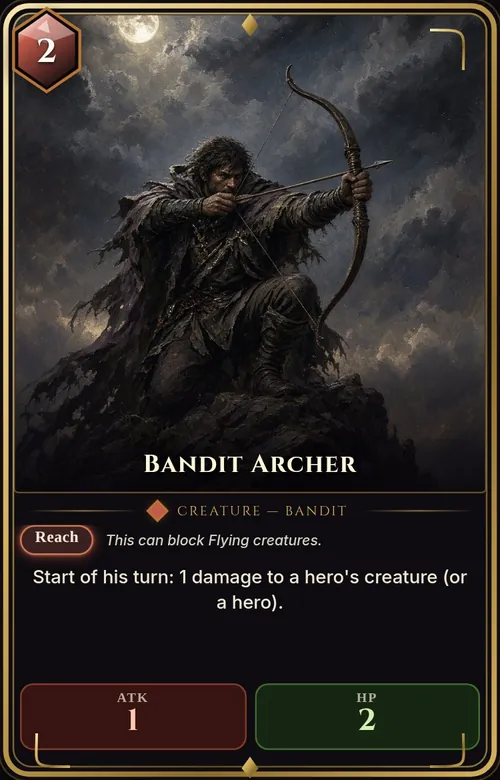 2
BANDIT ARCHER
CREATURE — BANDIT
Reach This can block Flying creatures.
Start of his turn: 1 damage to a hero's creature (or
a hero).
ATK HP
1 2